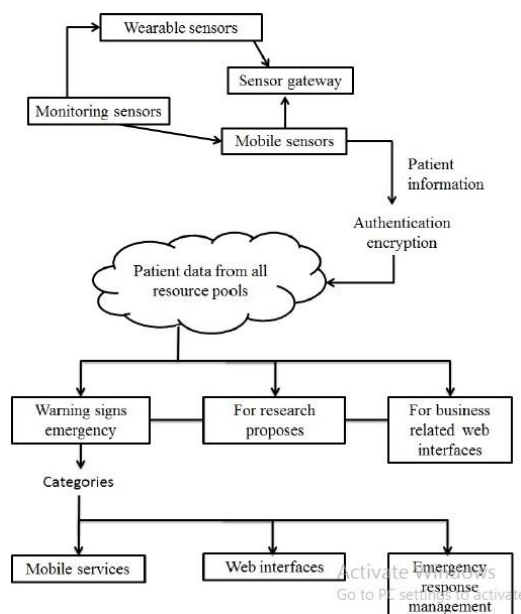 Wearable sensors
Sensor gateway
Monitoring sensors
Mobile sensors
Patient
information
Authentication
encryption
Patient data from all
resource pools
Warning signs
emergency
For research
proposes
For business
related web
interfaces
Categories
Mobile services
Web interfaces
Emergency
response
management
Activate Windows
Go to PC settings to activate